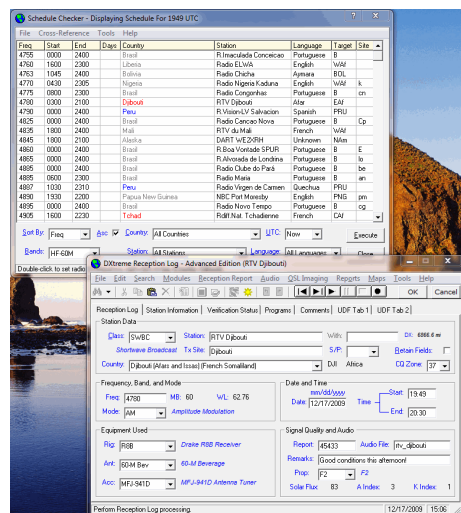 Schedule Checker - Displaying Schedule For 1949 UTC
File Cross-Reference Tools Help
Freq Start End Days Country Station Language Target Site
4755 0000 2400 Brasil R.Imaculada Conceicao Portuguese B
4760 1600 2300 Liberia Radio ELWA English WAf
4763 1045 2400 Bolivia Radio Chicha Aymara BOL
4770 0430 2305 Nigeria Radio Nigeria Kaduna English WAf k
4775 0800 2300 Brasil Radio Congonhas Portuguese B cn
4780 0300 2100 Djibouti RTV Djibouti Afar EAf
4790 0000 2400 Peru R.Vision-LV Salvacion Spanish PRU
4825 0000 2400 Brasil Radio Cancao Nova Portuguese B Cp
4835 1800 2400 Mali RTV du Mali French WAf
4845 1800 2100 Alaska DART WE2XRH Unknown NAm
4860 0000 2400 Brasil R.Boa Vontade SPUR Portuguese B E
4865 0000 2400 Brasil R.Alvorada de Londrina Portuguese B lo
4865 0000 2400 Brasil Radio Clube do Pará Portuguese B be
4885 0600 2300 Brasil Radio Maria Portuguese B an
4887 1030 2310 Peru Radio Virgen de Carmen Quechua PRU
4890 1930 2200 Papua New Guinea NBC Port Moresby English PNG pm
4895 0000 2400 Brasil Radio Novo Tempo Portuguese B cg
4905 1600 2230 Tchad Rdiff.Nat. Tchadienne French CAf
Sort By: Freq Asc Country: All Countries UTC: Now Execute
Bands: HF-60M Station: All Stations Language All Languages Close
Double-click to set radio
DXtreme Reception Log - Advanced Edition (RTV Djibouti)
File Edit Search Modules Reception Report Audio QSL Imaging Reports Maps Tools Help
OK Cancel
Reception Log Station Information Verification Status Programs Comments UDF Tab 1 UDF Tab 2
Station Data
Class: SWBC Station: RTV Djibouti With: DX: 6866.6 mi
Shortwave Broadcast Tx Site: Djibouti S/P: Retain Fields:
Country: Djibouti (Afars and Issas) (French Somaliland) DJI Africa CQ Zone: 37
Frequency, Band, and Mode
Freq: 4780 MB: 60 WL: 62.76
Mode: AM Amplitude Modulation
Date and Time
mm/dd/yyyy
Date: 12/17/2009 Time
Start: 19:49
End: 20:30
Equipment Used
Rig: R8B Drake R8B Receiver
Ant: 60-M Bev 60-M Beverage
Acc: MFJ-941D MFJ-941D Antenna Tuner
Signal Quality and Audio
Report: 45433 Audio File: rtv_djibouti
Remarks: Good conditions this afternoon!
Prop: F2 F2
Solar Flux: 83 A Index: 3 K Index: 1
Perform Reception Log processing. 12/17/2009 15:06